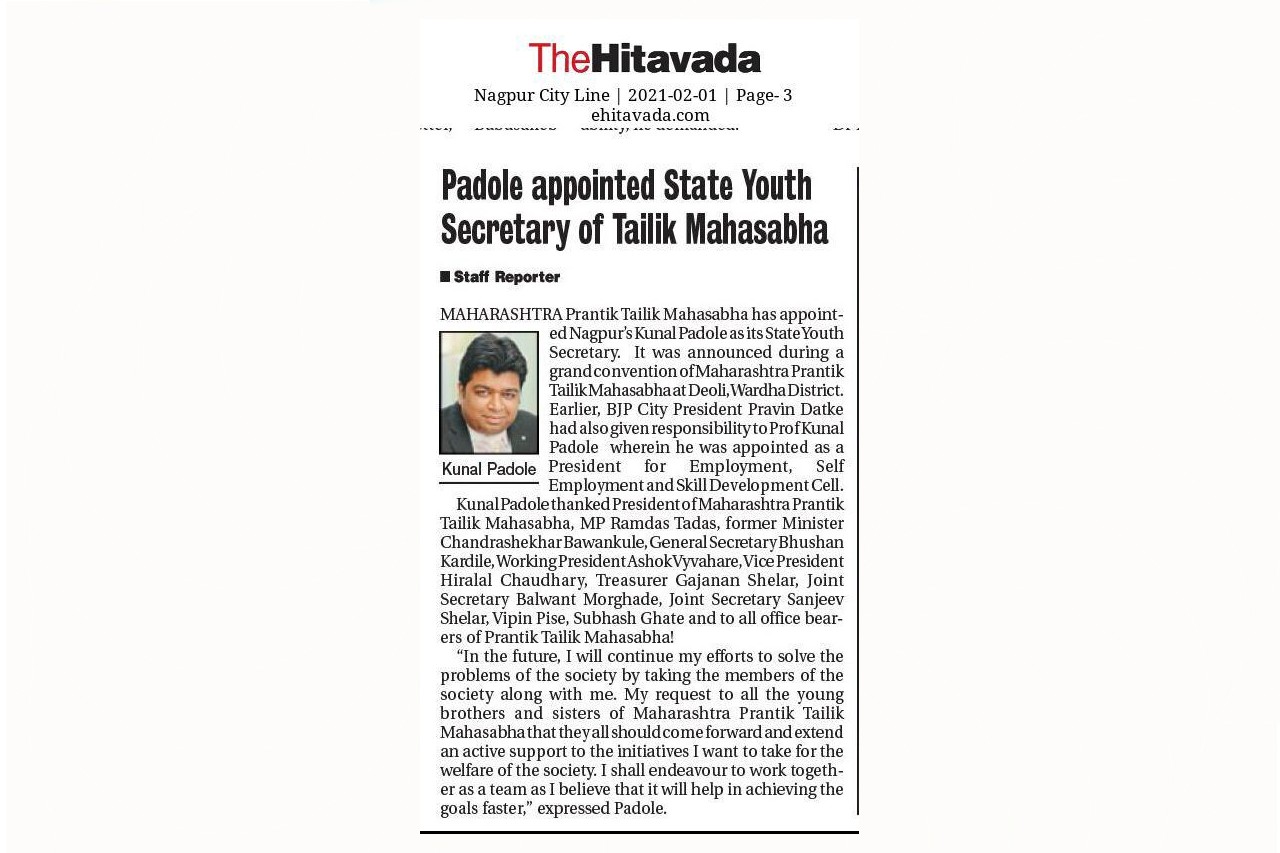 TheHitavada
Nagpur City Line | 2021-02-01 | Page- 3
ehitavada.com
Padole appointed State Youth
Secretary of Tailik Mahasabha
■ Staff Reporter
MAHARASHTRA Prantik Tailik Mahasabha has appoint-
ed Nagpur's Kunal Padole as its State Youth
Secretary. It was announced during a
grand convention of Maharashtra Prantik
Tailik Mahasabha at Deoli, Wardha District.
Earlier, BJP City President Pravin Datke
had also given responsibility to Prof Kunal
Padole wherein he was appointed as a
President for Employment, Self
Employment and Skill Development Cell.
Kunal Padole
Kunal Padole thanked President of Maharashtra Prantik
Tailik Mahasabha, MP Ramdas Tadas, former Minister
Chandrashekhar Bawankule, General Secretary Bhushan
Kardile, Working President Ashok Vyvahare, Vice President
Hiralal Chaudhary, Treasurer Gajanan Shelar, Joint
Secretary Balwant Morghade, Joint Secretary Sanjeev
Shelar, Vipin Pise, Subhash Ghate and to all office bear-
ers of Prantik Tailik Mahasabha!
“In the future, I will continue my efforts to solve the
problems of the society by taking the members of the
society along with me. My request to all the young
brothers and sisters of Maharashtra Prantik Tailik
Mahasabha that they all should come forward and extend
an active support to the initiatives I want to take for the
welfare of the society. I shall endeavour to work togeth-
er as a team as I believe that it will help in achieving the
goals faster,” expressed Padole.